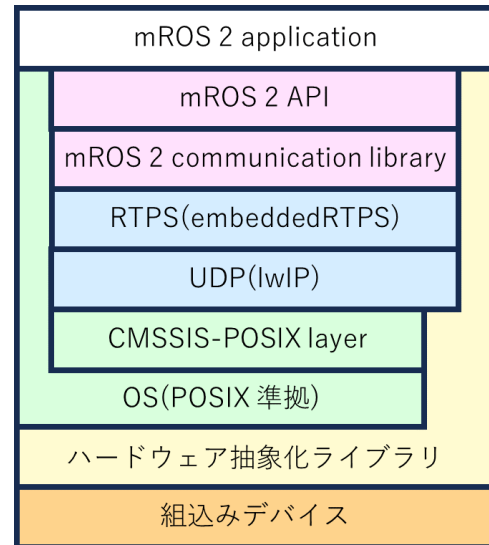 mROS 2 application
mROS 2 API
mROS 2 communication library
RTPS(embeddedRTPS)
UDP(lwIP)
CMSSIS-POSIX layer
OS(POSIX 準拠)
ハードウェア抽象化ライブラリ
組込みデバイス